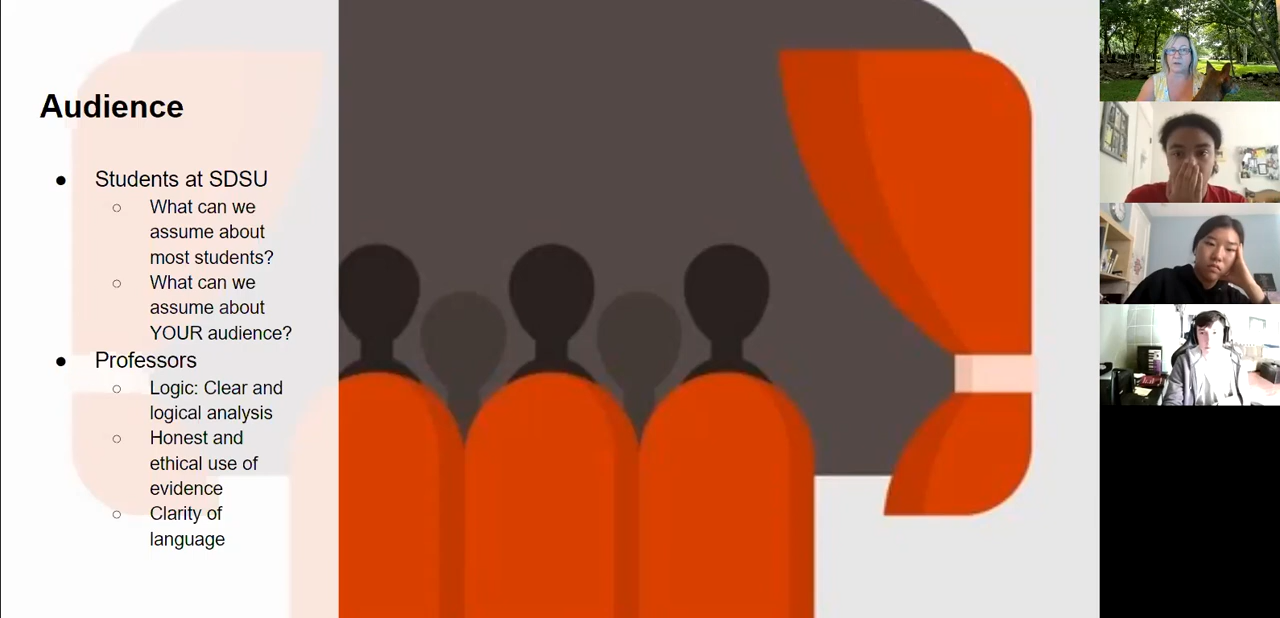 Audience
● Students at SDSU
○ What can we
assume about
most students?
○ What can we
assume about
YOUR audience?
● Professors
○ Logic: Clear and
logical analysis
○ Honest and
ethical use of
evidence
○ Clarity of
language